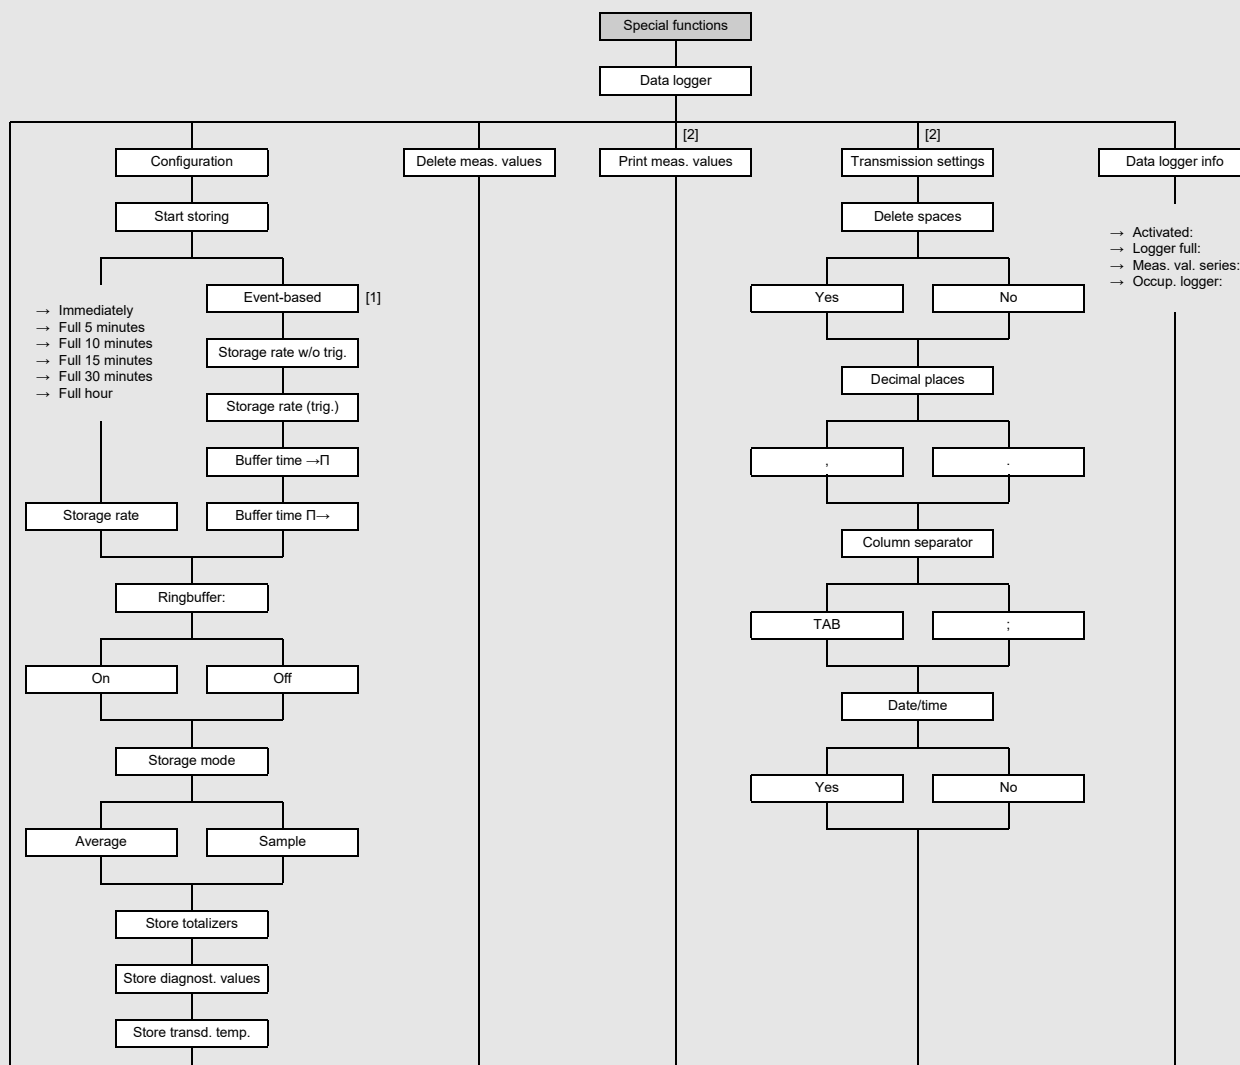 Special functions
Data logger
[2]
[2]
Configuration
Delete meas. values
Print meas. values
Transmission settings
Data logger info
Start storing
Delete spaces
→ Activated:
→ Logger full:
→ Meas. val. series:
→ Occup. logger:
Event-based
[1]
Yes
No
→ Immediately
→ Full 5 minutes
→ Full 10 minutes
→ Full 15 minutes
→ Full 30 minutes
→ Full hour
Storage rate w/o trig.
Decimal places
Storage rate (trig.)
Buffer time →Π
,
.
Storage rate
Buffer time Π→
Column separator
Ringbuffer:
TAB
;
On
Off
Date/time
Storage mode
Yes
No
Average
Sample
Store totalizers
Store diagnost. values
Store transd. temp.